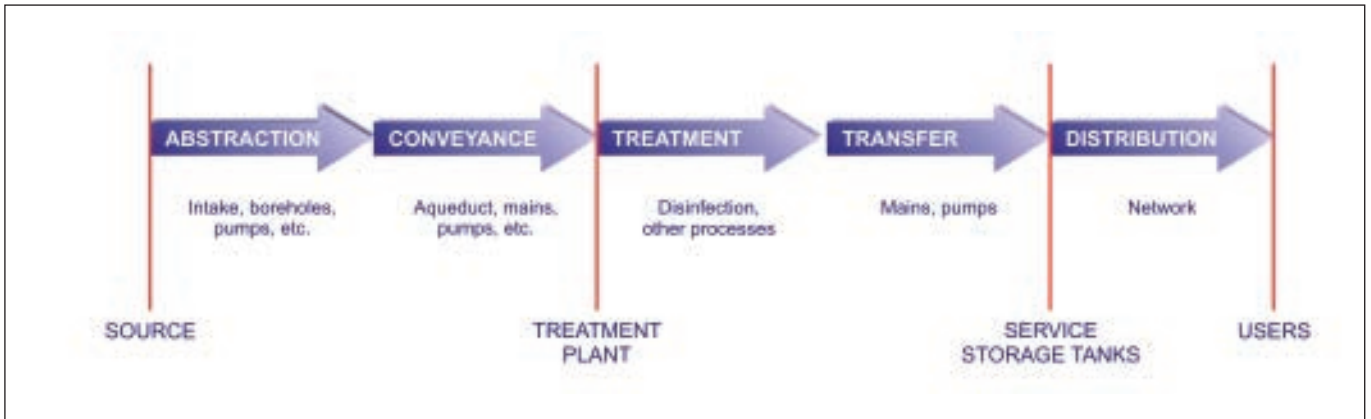 ABSTRACTION
CONVEYANCE
TREATMENT
TRANSFER
DISTRIBUTION
Intake, boreholes,
pumps, etc.
Aqueduct, mains,
pumps, etc.
Disinfection,
other processes
Mains, pumps
Network
SOURCE
TREATMENT
PLANT
SERVICE
STORAGE TANKS
USERS